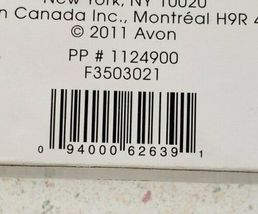 New York, NY 10020
n Canada Inc., Montréal H9R 4
© 2011 Avon
PP # 1124900
F3503021
0 94000 62639 1